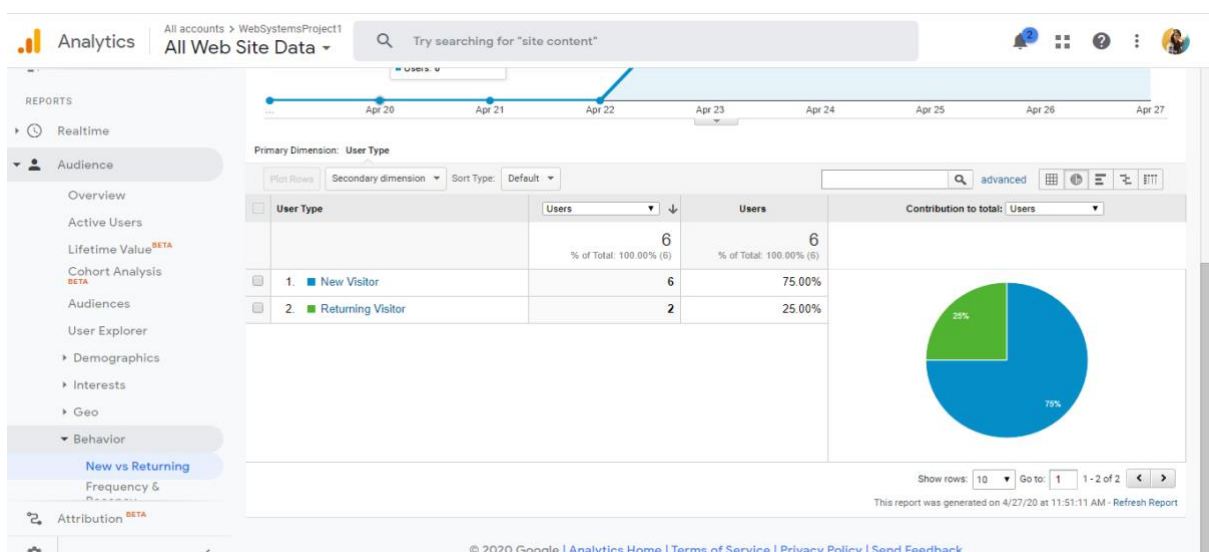 All accounts > WebSystemsProject1
Analytics
All Web Site Data
Try searching for "site content"
2
Users: 0
REPORTS
... Apr 20 Apr 21 Apr 22 Apr 23 Apr 24 Apr 25 Apr 26 Apr 27
Realtime
Primary Dimension: User Type
Audience
Plot Rows Secondary dimension Sort Type: Default advanced
Overview
User Type Users Users Contribution to total: Users
Active Users
6 6
Lifetime Value BETA
% of Total: 100.00% (6) % of Total: 100.00% (6)
Cohort Analysis
BETA
1. New Visitor 6 75.00%
Audiences
2. Returning Visitor 2 25.00%
25%
User Explorer
Demographics
Interests
75%
Geo
Behavior
New vs Returning
Show rows: 10 Go to: 1 1 - 2 of 2
Frequency &
This report was generated on 4/27/20 at 11:51:11 AM - Refresh Report
Attribution BETA
© 2020 Google | Analytics Home | Terms of Service | Privacy Policy | Send Feedback